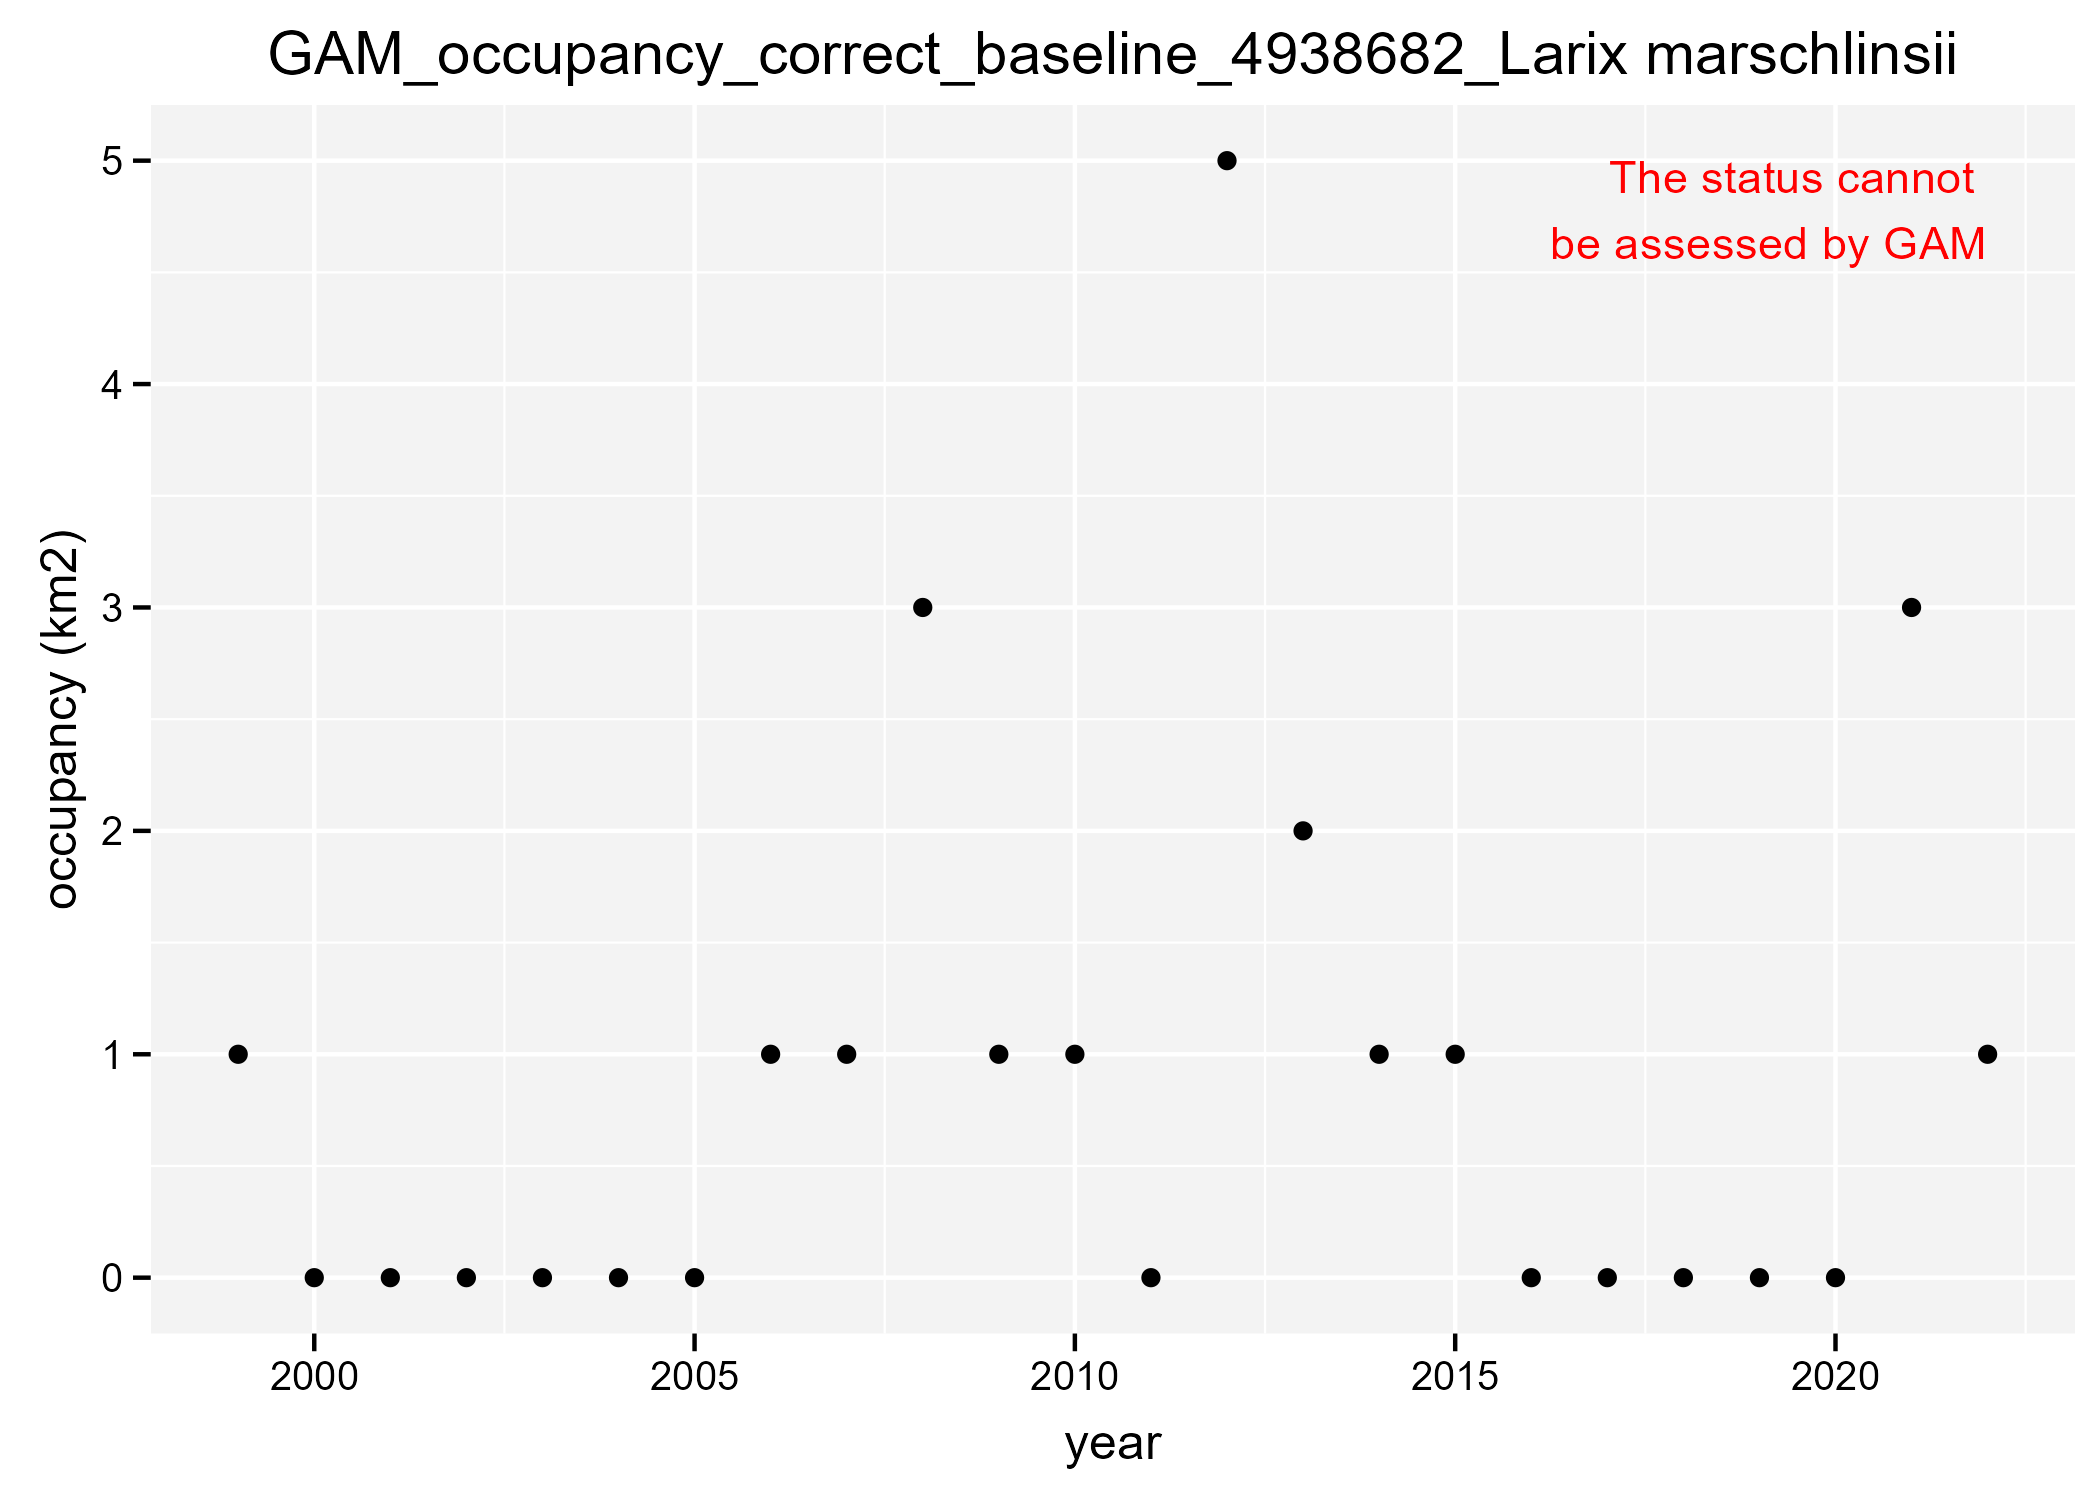 GAM_occupancy_correct_baseline_4938682_Larix marschlinsii
The status cannot
be assessed by GAM
occupancy (km2)
5
4
3
2
1
0
2000 2005 2010 2015 2020
year